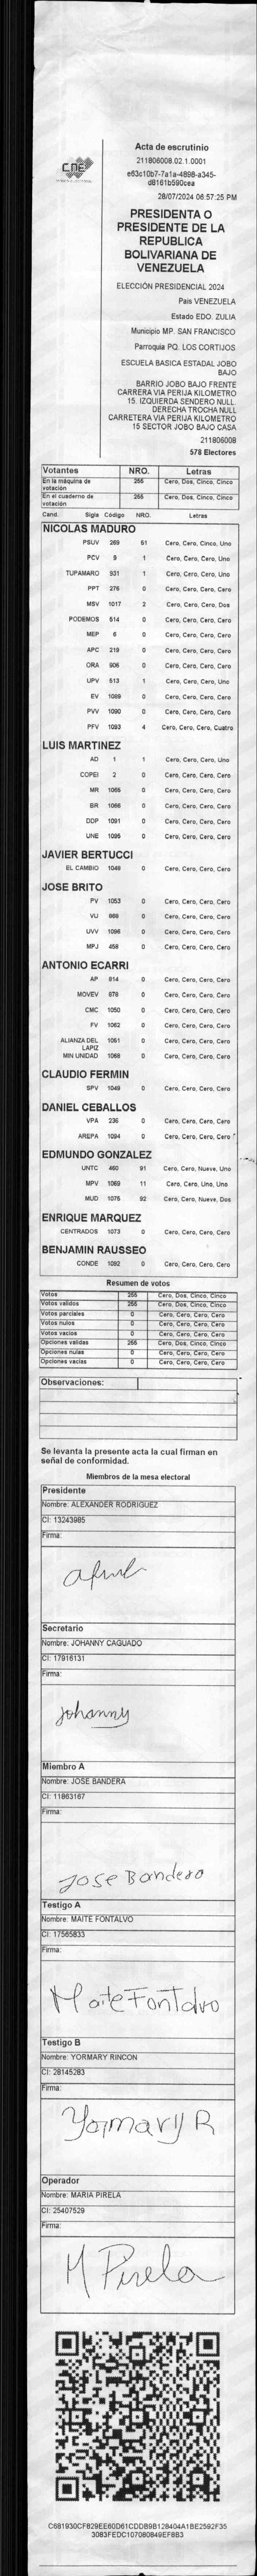 CNE
Acta de escrutinio
211806008.02.1.0001
e63c10b7-7a1a-4898-a345-
d8161b590cea
28/07/2024 06:57:25 PM
PRESIDENTA O
PRESIDENTE DE LA
REPUBLICA
BOLIVARIANA DE
VENEZUELA
ELECCIÓN PRESIDENCIAL 2024
Pais VENEZUELA
Estado EDO. ZULIA
Municipio MP. SAN FRANCISCO
Parroquia PQ. LOS CORTIJOS
ESCUELA BASICA ESTADAL JOBO
BAJO
BARRIO JOBO BAJO FRENTE
CARRERA VIA PERIJA KILOMETRO
15. IZQUIERDA SENDERO NULL.
DERECHA TROCHA NULL
CARRETERA VIA PERIJA KILOMETRO
15 SECTOR JOBO BAJO CASA
211806008
578 Electores
Votantes NRO. Letras
En la máquina de votación 255 Cero, Dos, Cinco, Cinco
En el cuaderno de votación 255 Cero, Dos, Cinco, Cinco
Cand. Sigla Código NRO. Letras
NICOLAS MADURO
PSUV 269 51 Cero, Cero, Cinco, Uno
PCV 9 1 Cero, Cero, Cero, Uno
TUPAMARO 931 1 Cero, Cero, Cero, Uno
PPT 276 0 Cero, Cero, Cero, Cero
MSV 1017 2 Cero, Cero, Cero, Dos
PODEMOS 514 0 Cero, Cero, Cero, Cero
MEP 6 0 Cero, Cero, Cero, Cero
APC 219 0 Cero, Cero, Cero, Cero
ORA 906 0 Cero, Cero, Cero, Cero
UPV 513 1 Cero, Cero, Cero, Uno
EV 1089 0 Cero, Cero, Cero, Cero
PVV 1090 0 Cero, Cero, Cero, Cero
PFV 1093 4 Cero, Cero, Cero, Cuatro
LUIS MARTINEZ
AD 1 1 Cero, Cero, Cero, Uno
COPEI 2 0 Cero, Cero, Cero, Cero
MR 1065 0 Cero, Cero, Cero, Cero
BR 1066 0 Cero, Cero, Cero, Cero
DDP 1091 0 Cero, Cero, Cero, Cero
UNE 1095 0 Cero, Cero, Cero, Cero
JAVIER BERTUCCI
EL CAMBIO 1048 0 Cero, Cero, Cero, Cero
JOSE BRITO
PV 1053 0 Cero, Cero, Cero, Cero
VU 988 0 Cero, Cero, Cero, Cero
UVV 1096 0 Cero, Cero, Cero, Cero
MPJ 458 0 Cero, Cero, Cero, Cero
ANTONIO ECARRI
AP 914 0 Cero, Cero, Cero, Cero
MOVEV 878 0 Cero, Cero, Cero, Cero
CMC 1050 0 Cero, Cero, Cero, Cero
FV 1062 0 Cero, Cero, Cero, Cero
ALIANZA DEL LAPIZ 1051 0 Cero, Cero, Cero, Cero
MIN UNIDAD 1068 0 Cero, Cero, Cero, Cero
CLAUDIO FERMIN
SPV 1049 0 Cero, Cero, Cero, Cero
DANIEL CEBALLOS
VPA 236 0 Cero, Cero, Cero, Cero
AREPA 1094 0 Cero, Cero, Cero, Cero
EDMUNDO GONZALEZ
UNTC 460 91 Cero, Cero, Nueve, Uno
MPV 1069 11 Cero, Cero, Uno, Uno
MUD 1075 92 Cero, Cero, Nueve, Dos
ENRIQUE MARQUEZ
CENTRADOS 1073 0 Cero, Cero, Cero, Cero
BENJAMIN RAUSSEO
CONDE 1092 0 Cero, Cero, Cero, Cero
Resumen de votos
Votos 255 Cero, Dos, Cinco, Cinco
Votos validos 255 Cero, Dos, Cinco, Cinco
Votos parciales 0 Cero, Cero, Cero, Cero
Votos nulos 0 Cero, Cero, Cero, Cero
Votos vacios 0 Cero, Cero, Cero, Cero
Opciones validas 255 Cero, Dos, Cinco, Cinco
Opciones nulas 0 Cero, Cero, Cero, Cero
Opciones vacias 0 Cero, Cero, Cero, Cero
Observaciones:
Se levanta la presente acta la cual firman en
señal de conformidad.
Miembros de la mesa electoral
Presidente
Nombre: ALEXANDER RODRIGUEZ
CI: 13243985
Firma:
Secretario
Nombre: JOHANNY CAGUADO
CI: 17916131
Firma:
Johanny
Miembro A
Nombre: JOSE BANDERA
CI: 11863167
Firma:
Jose Bandera
Testigo A
Nombre: MAITE FONTALVO
CI: 17565833
Firma:
Maite Fontalvo
Testigo B
Nombre: YORMARY RINCON
CI: 28145283
Firma:
Yormary R
Operador
Nombre: MARIA PIRELA
CI: 25407529
Firma:
M Pirela
C681930CF829EE60D61CDDB9B128404A1BE2592F35
3083FEDC107080849EF8B3